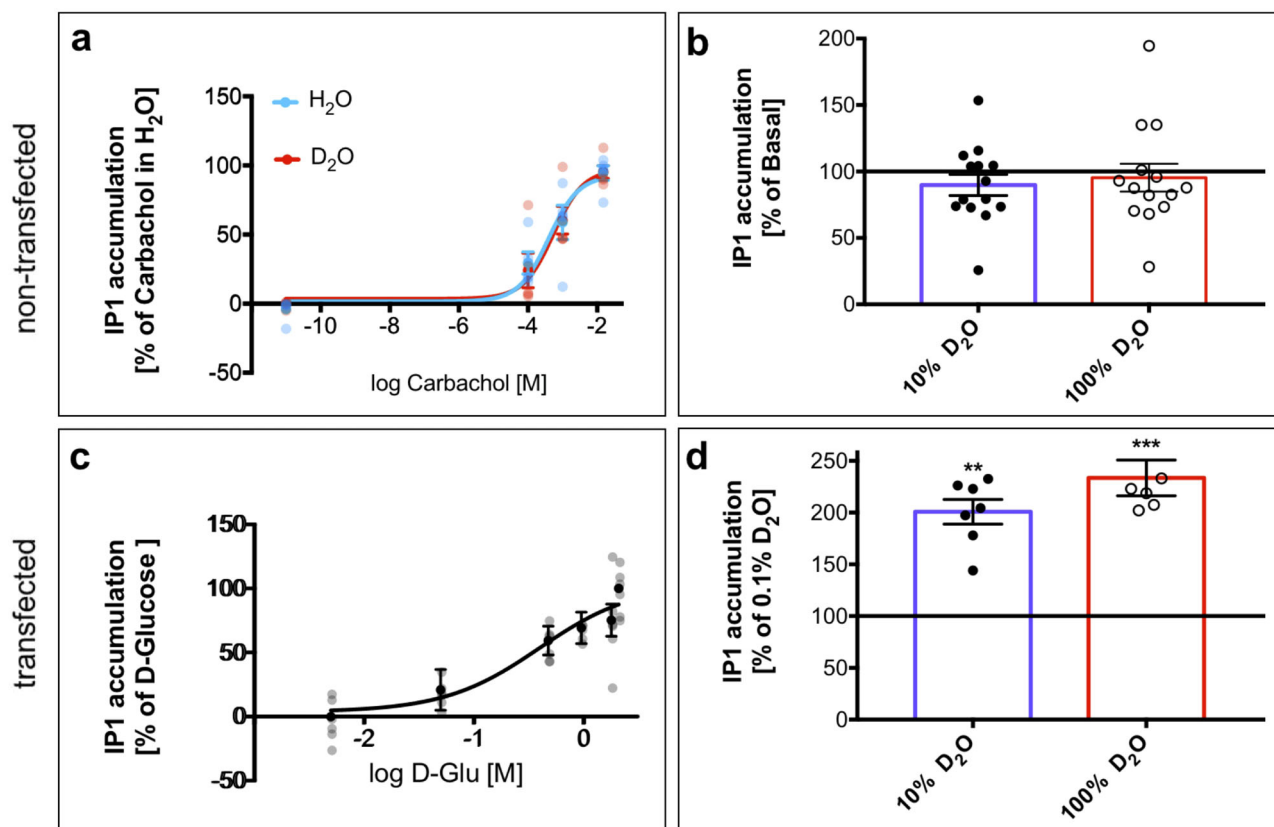 non-transfected
a
IP1 accumulation
[% of Carbachol in H₂O]
150
100
50
0
-50
H₂O
D₂O
-10
-8
-6
-4
-2
log Carbachol [M]
b
IP1 accumulation
[% of Basal]
200
150
100
50
0
10% D₂O
100% D₂O
transfected
c
IP1 accumulation
[% of D-Glucose]
150
100
50
0
-50
-2
-1
0
log D-Glu [M]
d
IP1 accumulation
[% of 0.1% D₂O]
250
200
150
100
50
0
**
***
10% D₂O
100% D₂O